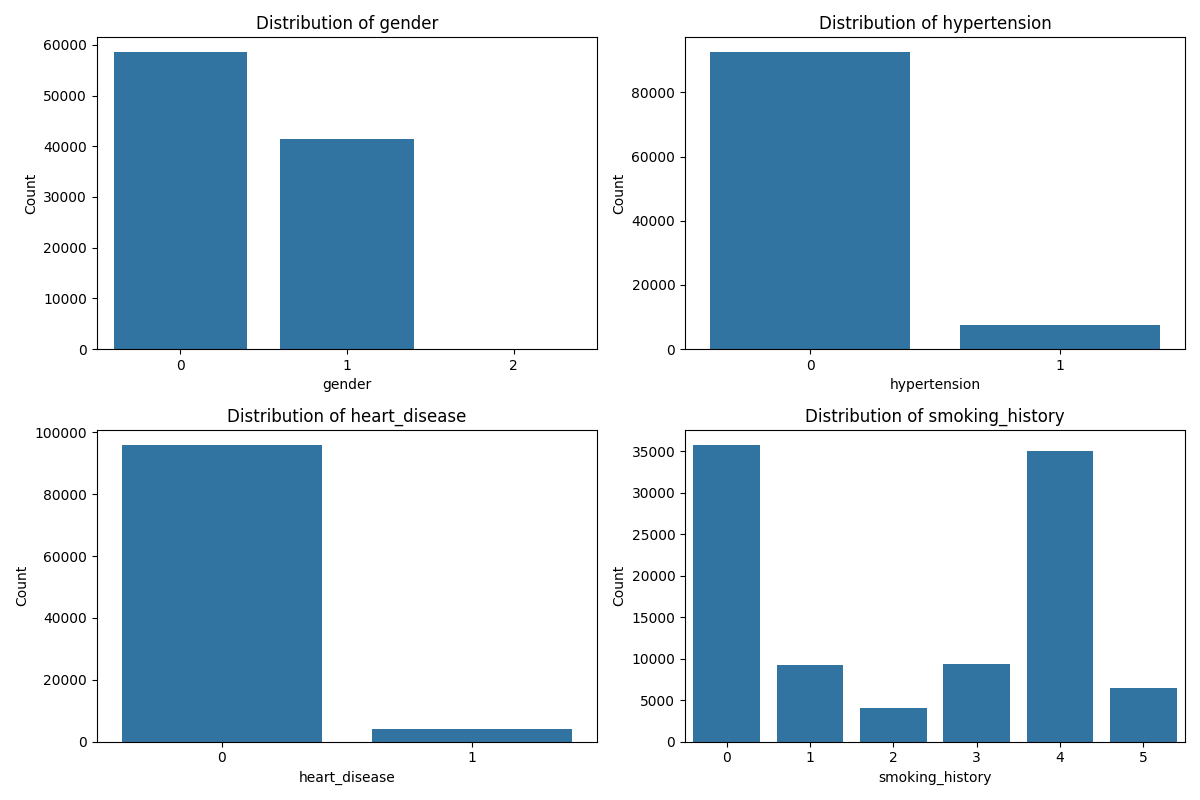 Distribution of gender
60000
50000
40000
30000
20000
10000
0
Count
0 1 2
gender
Distribution of hypertension
80000
60000
40000
20000
0
Count
0 1
hypertension
Distribution of heart_disease
100000
80000
60000
40000
20000
0
Count
0 1
heart_disease
Distribution of smoking_history
35000
30000
25000
20000
15000
10000
5000
0
Count
0 1 2 3 4 5
smoking_history